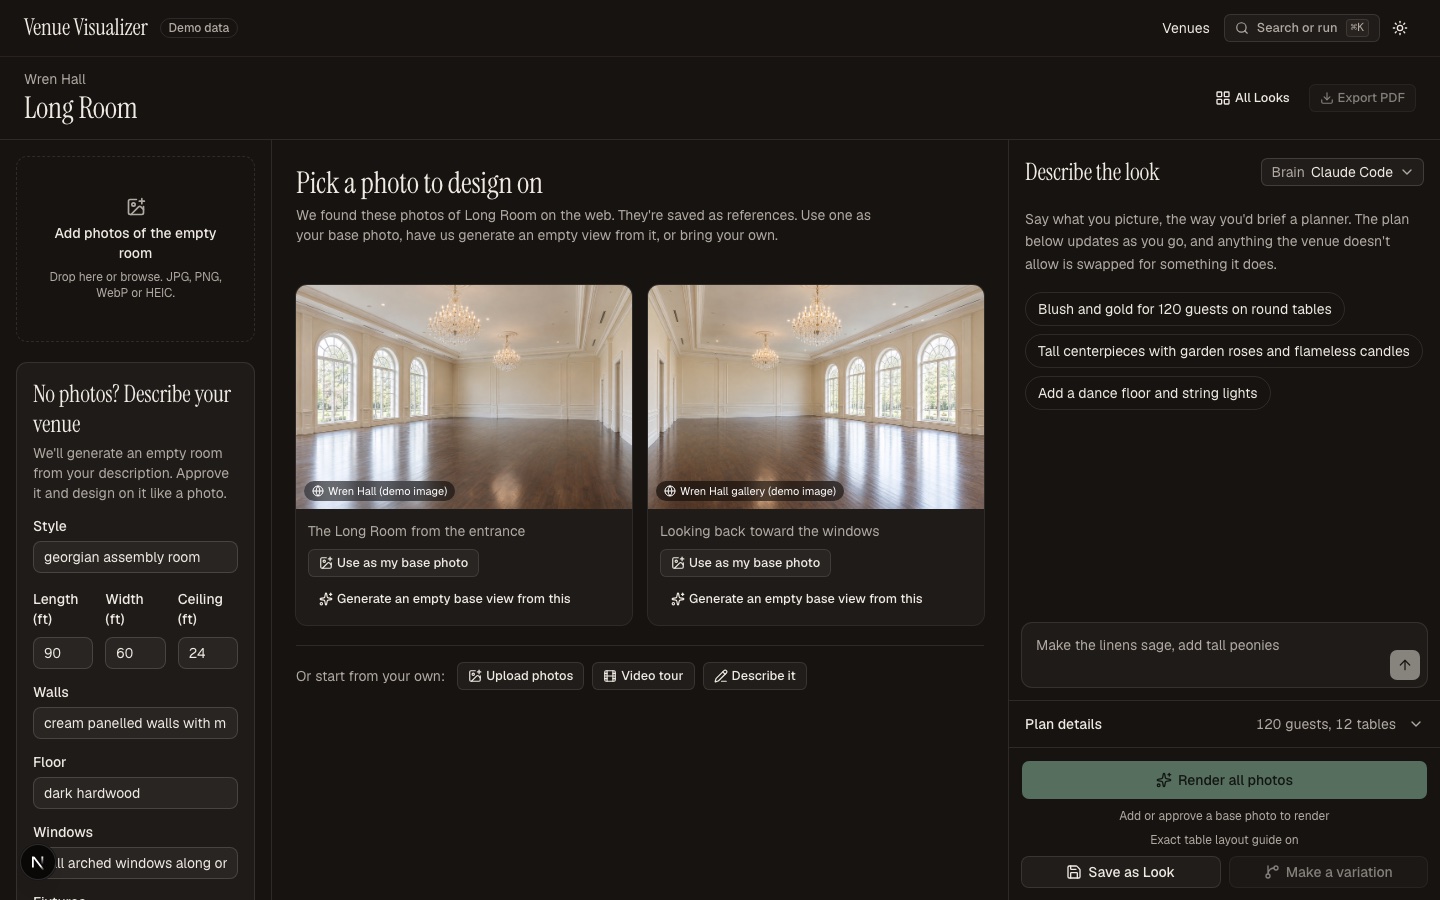 Venue Visualizer
Demo data
Venues
Search or run
⌘K
Wren Hall
Long Room
All Looks
Export PDF
Add photos of the empty
room
Drop here or browse. JPG, PNG,
WebP or HEIC.
No photos? Describe your
venue
We'll generate an empty room
from your description. Approve
it and design on it like a photo.
Style
georgian assembly room
Length
(ft)
Width
(ft)
Ceiling
(ft)
90
60
24
Walls
cream panelled walls with m
Floor
dark hardwood
Windows
ll arched windows along or
N
Pick a photo to design on
We found these photos of Long Room on the web. They're saved as references. Use one as
your base photo, have us generate an empty view from it, or bring your own.
Wren Hall (demo image)
The Long Room from the entrance
Use as my base photo
Generate an empty base view from this
Wren Hall gallery (demo image)
Looking back toward the windows
Use as my base photo
Generate an empty base view from this
Or start from your own:
Upload photos
Video tour
Describe it
Describe the look
Brain Claude Code
Say what you picture, the way you'd brief a planner. The plan
below updates as you go, and anything the venue doesn't
allow is swapped for something it does.
Blush and gold for 120 guests on round tables
Tall centerpieces with garden roses and flameless candles
Add a dance floor and string lights
Make the linens sage, add tall peonies
Plan details
120 guests, 12 tables
Render all photos
Add or approve a base photo to render
Exact table layout guide on
Save as Look
Make a variation